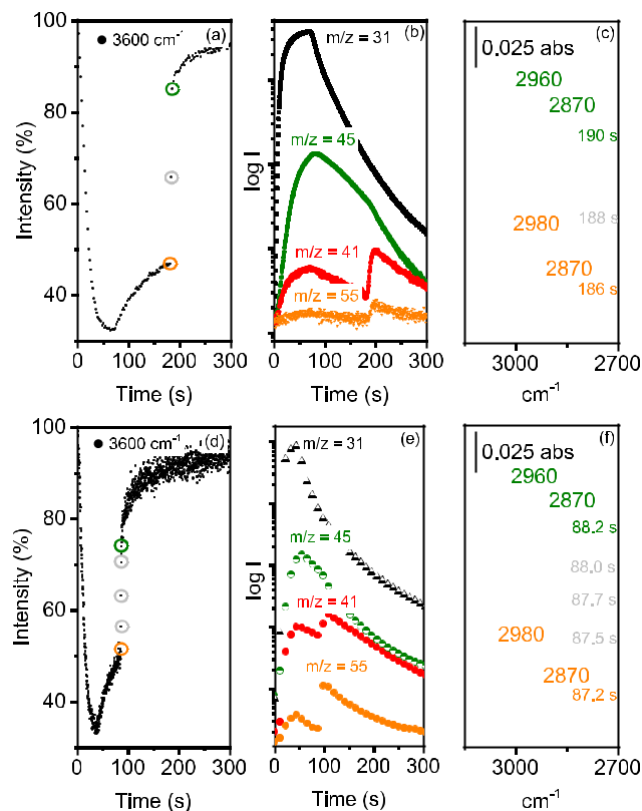 ● 3600 cm⁻¹ (a)
100
80
60
40
Intensity (%)
0 100 200 300
Time (s)
(b)
m/z = 31
m/z = 45
m/z = 41
m/z = 55
log I
0 100 200 300
Time (s)
(c)
0.025 abs
2960
2870
190 s
188 s
2980
2870
186 s
3000 2700
cm⁻¹
● 3600 cm⁻¹ (d)
100
80
60
40
Intensity (%)
0 100 200 300
Time (s)
(e)
m/z = 31
m/z = 45
m/z = 41
m/z = 55
log I
0 100 200 300
Time (s)
(f)
0.025 abs
2960
2870
88.2 s
88.0 s
87.7 s
2980
87.5 s
2870
87.2 s
3000 2700
cm⁻¹